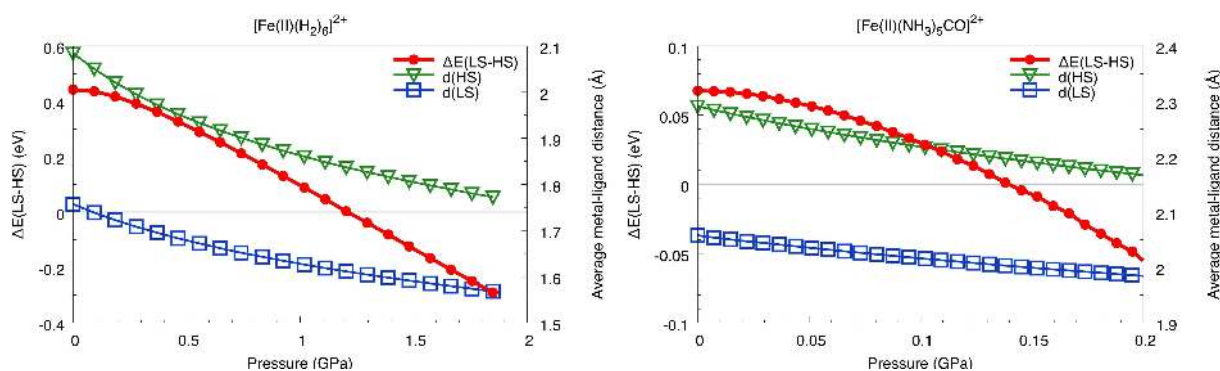 [Fe(II)(H₂)₆]²⁺
ΔE(LS-HS)
d(HS)
d(LS)
0.6
0.4
0.2
0
-0.2
-0.4
ΔE(LS-HS) (eV)
2.1
2
1.9
1.8
1.7
1.6
1.5
Average metal-ligand distance (Å)
0
0.5
1
1.5
2
Pressure (GPa)
[Fe(II)(NH₃)₅CO]²⁺
ΔE(LS-HS)
d(HS)
d(LS)
0.1
0.05
0
-0.05
-0.1
ΔE(LS-HS) (eV)
2.4
2.3
2.2
2.1
2
1.9
Average metal-ligand distance (Å)
0
0.05
0.1
0.15
0.2
Pressure (GPa)